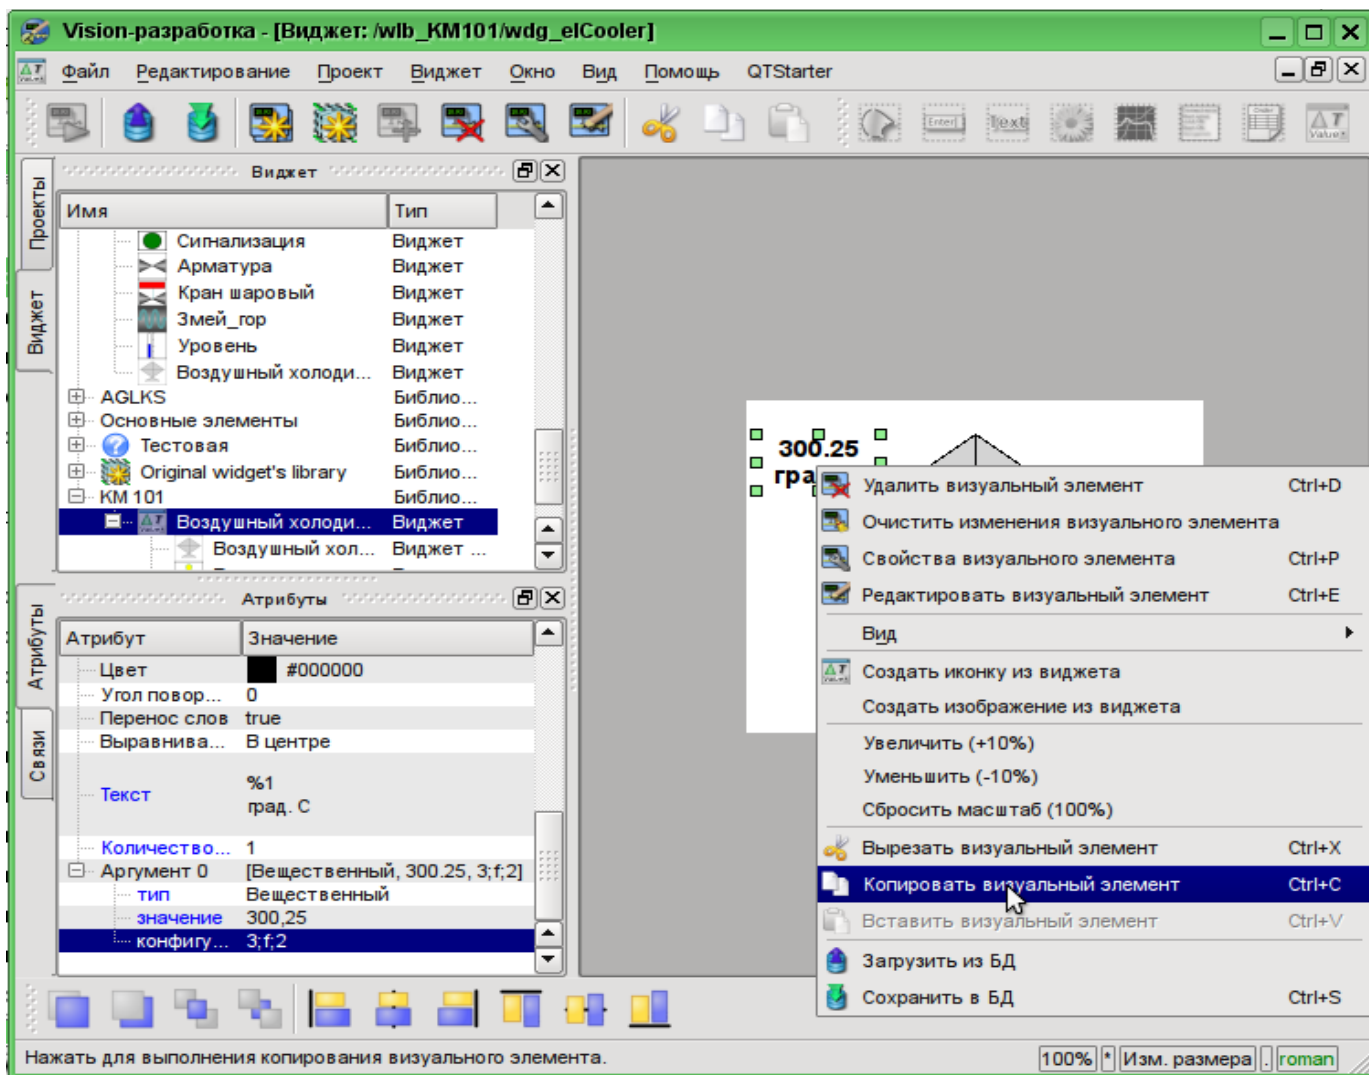 Vision-разработка - [Виджет: /wlb_KM101/wdg_elCooler]
Файл Редактирование Проект Виджет Окно Вид Помощь QTStarter
Проекты
Виджет
Виджет
Имя Тип
Сигнализация Виджет
Арматура Виджет
Кран шаровый Виджет
Змей_гор Виджет
Уровень Виджет
Воздушный холоди... Виджет
AGLKS Библио...
Основные элементы Библио...
Тестовая Библио...
Original widget's library Библио...
КМ 101 Библио...
Воздушный холоди... Виджет
Воздушный хол... Виджет ...
Атрибуты
Связи
Атрибуты
Атрибут Значение
Цвет #000000
Угол повор... 0
Перенос слов true
Выравнива... В центре
Текст %1
град. С
Количество... 1
Аргумент 0 [Вещественный, 300.25, 3;f;2]
тип Вещественный
значение 300,25
конфигу... 3;f;2
300.25
гра
Удалить визуальный элемент Ctrl+D
Очистить изменения визуального элемента
Свойства визуального элемента Ctrl+P
Редактировать визуальный элемент Ctrl+E
Вид
Создать иконку из виджета
Создать изображение из виджета
Увеличить (+10%)
Уменьшить (-10%)
Сбросить масштаб (100%)
Вырезать визуальный элемент Ctrl+X
Копировать визуальный элемент Ctrl+C
Вставить визуальный элемент Ctrl+V
Загрузить из БД
Сохранить в БД Ctrl+S
Нажать для выполнения копирования визуального элемента.
100% * Изм. размера . roman